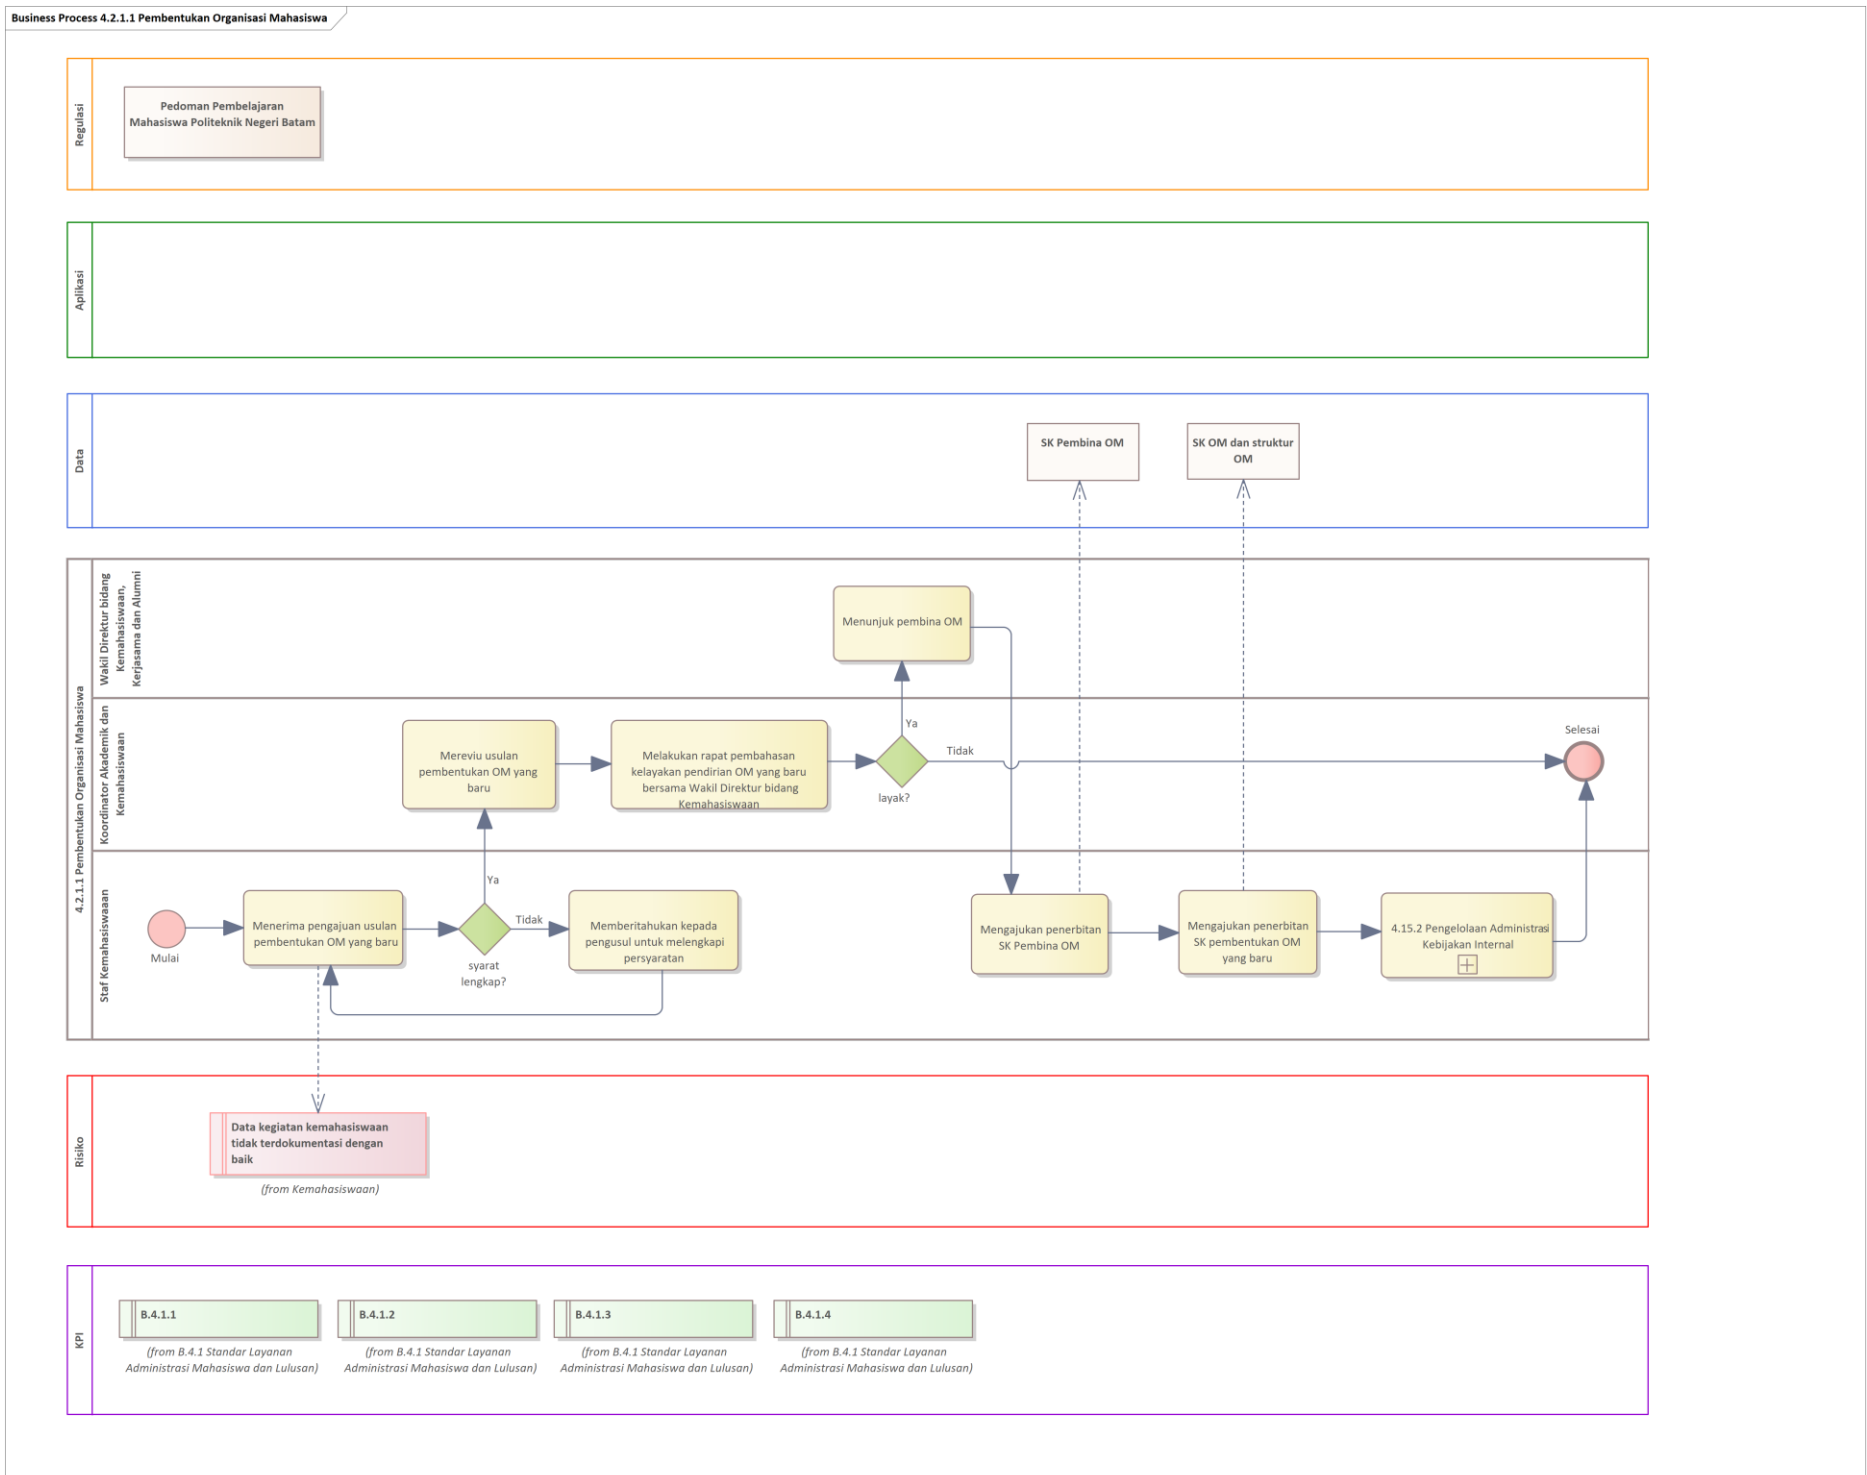 Business Process 4.2.1.1 Pembentukan Organisasi Mahasiswa
Regulasi
Pedoman Pembelajaran
Mahasiswa Politeknik Negeri Batam
Aplikasi
Data
SK Pembina OM
SK OM dan struktur
OM
4.2.1.1 Pembentukan Organisasi Mahasiswa
Wakil Direktur bidang
Kemahasiswaan,
Kerjasama dan Alumni
Menunjuk pembina OM
Koordinator Akademik dan
Kemahasiswaan
Mereviu usulan
pembentukan OM yang
baru
Melakukan rapat pembahasan
kelayakan pendirian OM yang baru
bersama Wakil Direktur bidang
Kemahasiswaan
Ya
Tidak
layak?
Selesai
Staf Kemahasiswaaan
Mulai
Menerima pengajuan usulan
pembentukan OM yang baru
Ya
Tidak
syarat
lengkap?
Memberitahukan kepada
pengusul untuk melengkapi
persyaratan
Mengajukan penerbitan
SK Pembina OM
Mengajukan penerbitan
SK pembentukan OM
yang baru
4.15.2 Pengelolaan Administrasi
Kebijakan Internal
Risiko
Data kegiatan kemahasiswaan
tidak terdokumentasi dengan
baik
(from Kemahasiswaan)
KPI
B.4.1.1
(from B.4.1 Standar Layanan
Administrasi Mahasiswa dan Lulusan)
B.4.1.2
(from B.4.1 Standar Layanan
Administrasi Mahasiswa dan Lulusan)
B.4.1.3
(from B.4.1 Standar Layanan
Administrasi Mahasiswa dan Lulusan)
B.4.1.4
(from B.4.1 Standar Layanan
Administrasi Mahasiswa dan Lulusan)